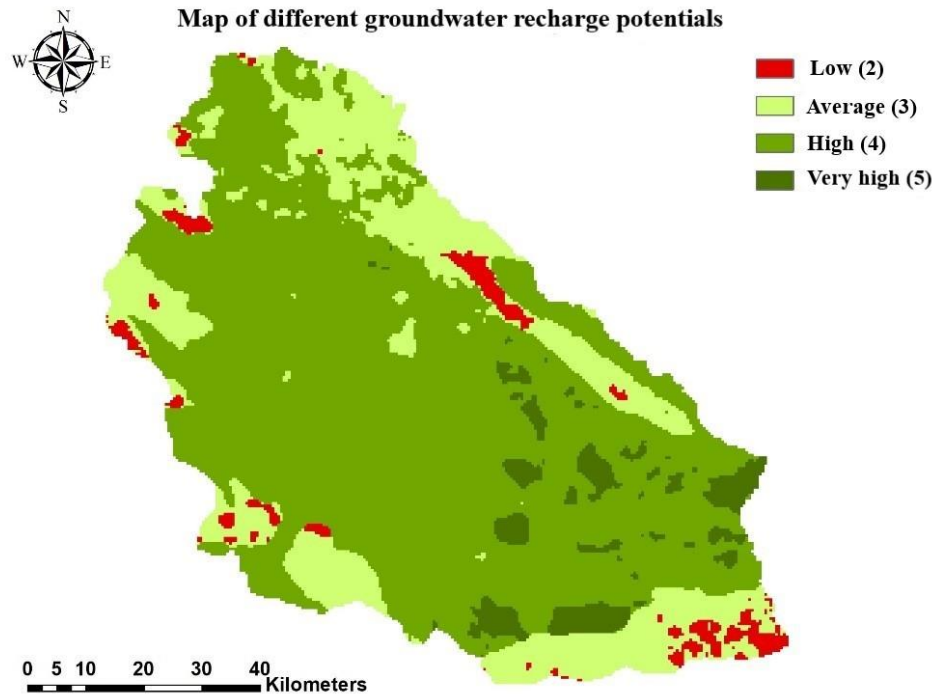 Map of different groundwater recharge potentials
N
W E
S
Low (2)
Average (3)
High (4)
Very high (5)
0 5 10 20 30 40
Kilometers